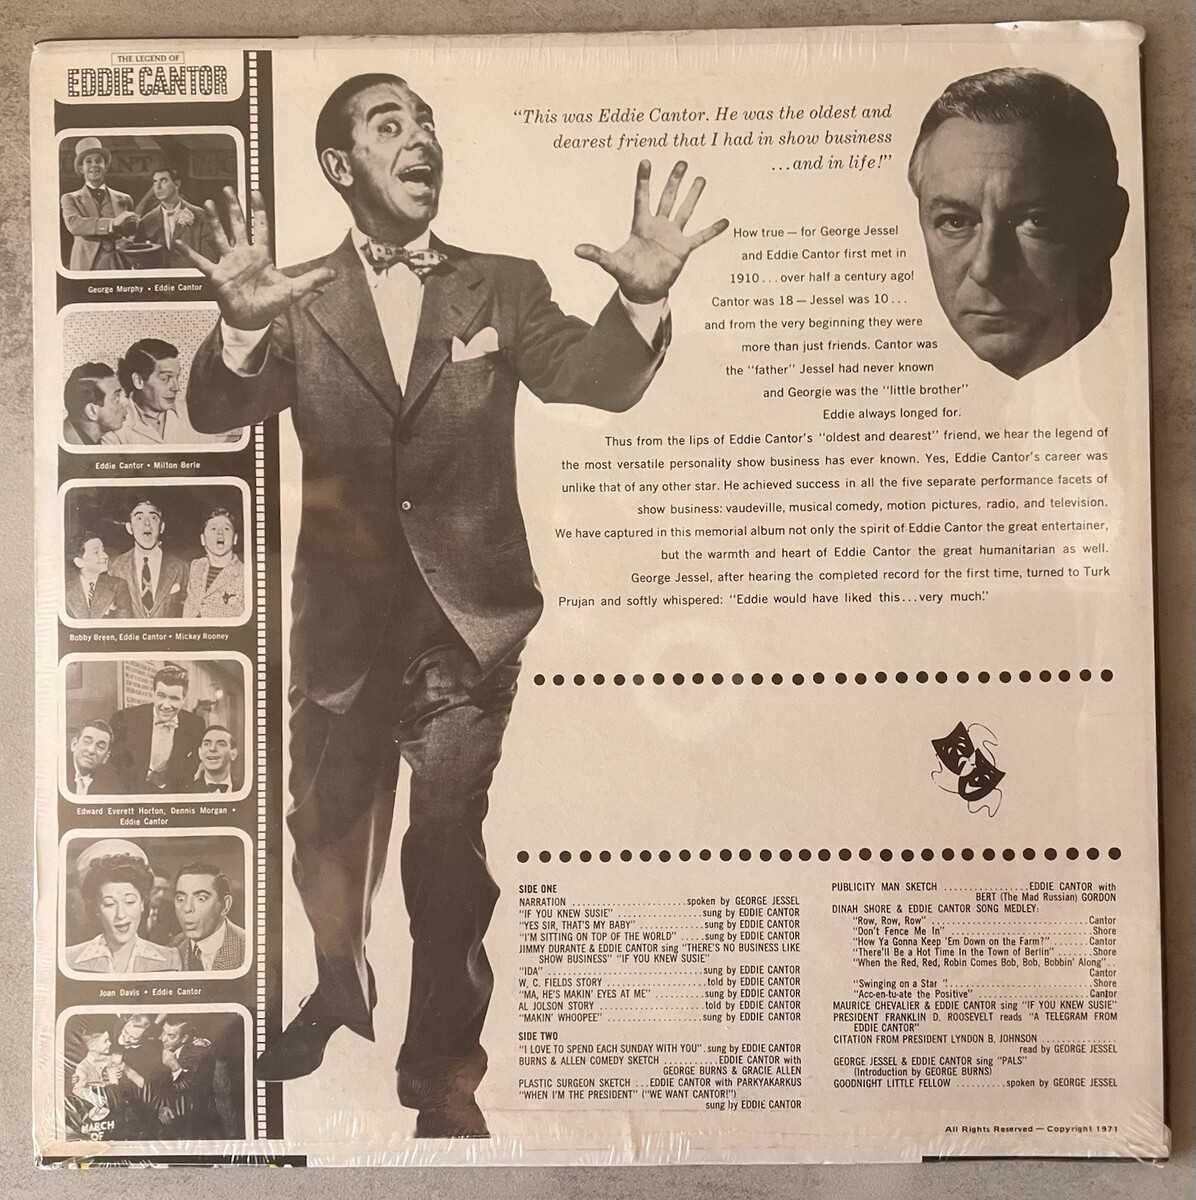 THE LEGEND OF
EDDIE CANTOR
George Murphy • Eddie Cantor
Eddie Cantor • Milton Berle
Bobby Breen, Eddie Cantor • Mickey Rooney
Edward Everett Horton, Dennis Morgan •
Eddie Cantor
Joan Davis • Eddie Cantor
MARCH
OF
“This was Eddie Cantor. He was the oldest and
dearest friend that I had in show business
...and in life!”
How true — for George Jessel
and Eddie Cantor first met in
1910 ... over half a century ago!
Cantor was 18 — Jessel was 10 ...
and from the very beginning they were
more than just friends. Cantor was
the "father" Jessel had never known
and Georgie was the "little brother"
Eddie always longed for.
Thus from the lips of Eddie Cantor's "oldest and dearest" friend, we hear the legend of
the most versatile personality show business has ever known. Yes, Eddie Cantor's career was
unlike that of any other star. He achieved success in all the five separate performance facets of
show business: vaudeville, musical comedy, motion pictures, radio, and television.
We have captured in this memorial album not only the spirit of Eddie Cantor the great entertainer,
but the warmth and heart of Eddie Cantor the great humanitarian as well.
George Jessel, after hearing the completed record for the first time, turned to Turk
Prujan and softly whispered: "Eddie would have liked this...very much."
SIDE ONE
NARRATION .......................spoken by GEORGE JESSEL
"IF YOU KNEW SUSIE" .................sung by EDDIE CANTOR
"YES SIR, THAT'S MY BABY" ............sung by EDDIE CANTOR
"I'M SITTING ON TOP OF THE WORLD" .....sung by EDDIE CANTOR
JIMMY DURANTE & EDDIE CANTOR sing "THERE'S NO BUSINESS LIKE
SHOW BUSINESS" "IF YOU KNEW SUSIE"
"IDA" ...............................sung by EDDIE CANTOR
W. C. FIELDS STORY ....................told by EDDIE CANTOR
"MA, HE'S MAKIN' EYES AT ME" ..........sung by EDDIE CANTOR
AL JOLSON STORY ......................told by EDDIE CANTOR
"MAKIN' WHOOPEE" ....................sung by EDDIE CANTOR
SIDE TWO
"I LOVE TO SPEND EACH SUNDAY WITH YOU" .sung by EDDIE CANTOR
BURNS & ALLEN COMEDY SKETCH ...........EDDIE CANTOR with
GEORGE BURNS & GRACIE ALLEN
PLASTIC SURGEON SKETCH ...EDDIE CANTOR with PARKYAKARKUS
"WHEN I'M THE PRESIDENT" ("WE WANT CANTOR!")
sung by EDDIE CANTOR
PUBLICITY MAN SKETCH .................EDDIE CANTOR with
BERT (The Mad Russian) GORDON
DINAH SHORE & EDDIE CANTOR SONG MEDLEY:
"Row, Row, Row" .................................Cantor
"Don't Fence Me In" ..............................Shore
"How Ya Gonna Keep 'Em Down on the Farm?" ........Cantor
"There'll Be a Hot Time In the Town of Berlin" .......Shore
"When the Red, Red, Robin Comes Bob, Bob, Bobbin' Along" ..
Cantor
"Swinging on a Star" .............................Shore
"Acc-en-tu-ate the Positive" ......................Cantor
MAURICE CHEVALIER & EDDIE CANTOR sing "IF YOU KNEW SUSIE"
PRESIDENT FRANKLIN D. ROOSEVELT reads "A TELEGRAM FROM
EDDIE CANTOR"
CITATION FROM PRESIDENT LYNDON B. JOHNSON ..............
read by GEORGE JESSEL
GEORGE JESSEL & EDDIE CANTOR sing "PALS"
(Introduction by GEORGE BURNS)
GOODNIGHT LITTLE FELLOW ..........spoken by GEORGE JESSEL
All Rights Reserved — Copyright 1971